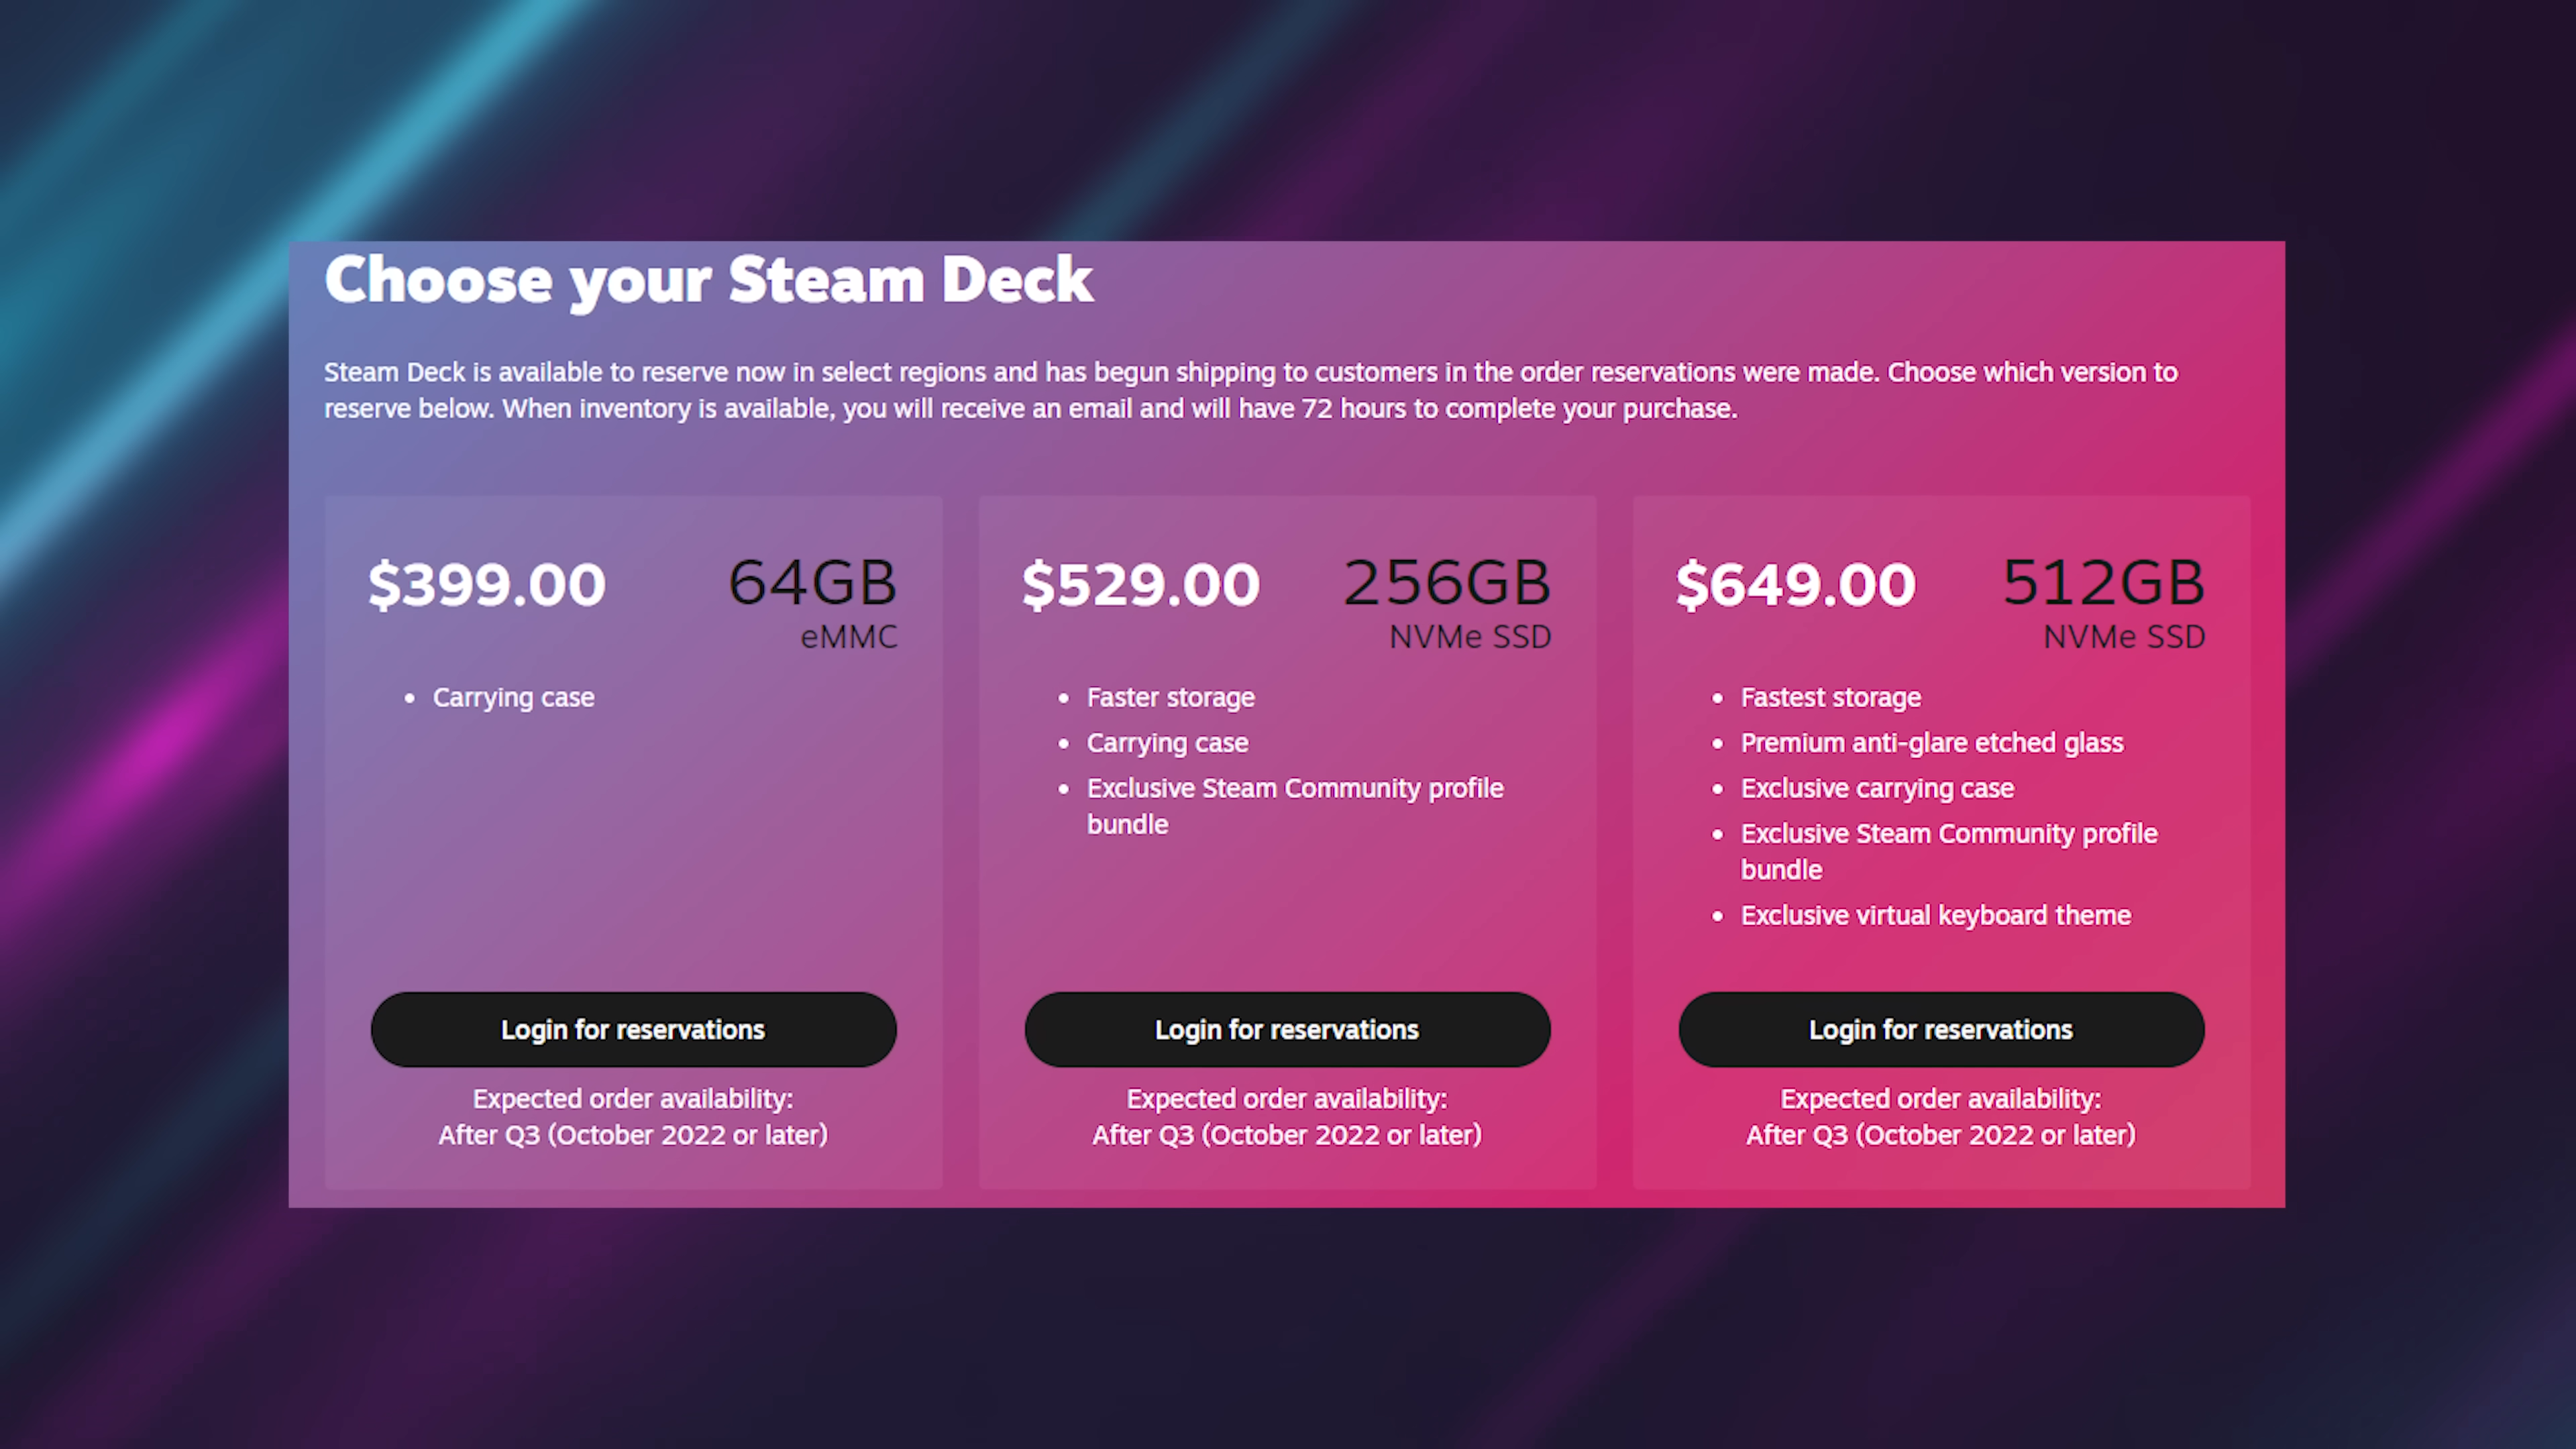 Choose your Steam Deck
Steam Deck is available to reserve now in select regions and has begun shipping to customers in the order reservations were made. Choose which version to
reserve below. When inventory is available, you will receive an email and will have 72 hours to complete your purchase.
$399.00
64GB
eMMC
• Carrying case
Login for reservations
Expected order availability:
After Q3 (October 2022 or later)
$529.00
256GB
NVMe SSD
• Faster storage
• Carrying case
• Exclusive Steam Community profile
bundle
Login for reservations
Expected order availability:
After Q3 (October 2022 or later)
$649.00
512GB
NVMe SSD
• Fastest storage
• Premium anti-glare etched glass
• Exclusive carrying case
• Exclusive Steam Community profile
bundle
• Exclusive virtual keyboard theme
Login for reservations
Expected order availability:
After Q3 (October 2022 or later)